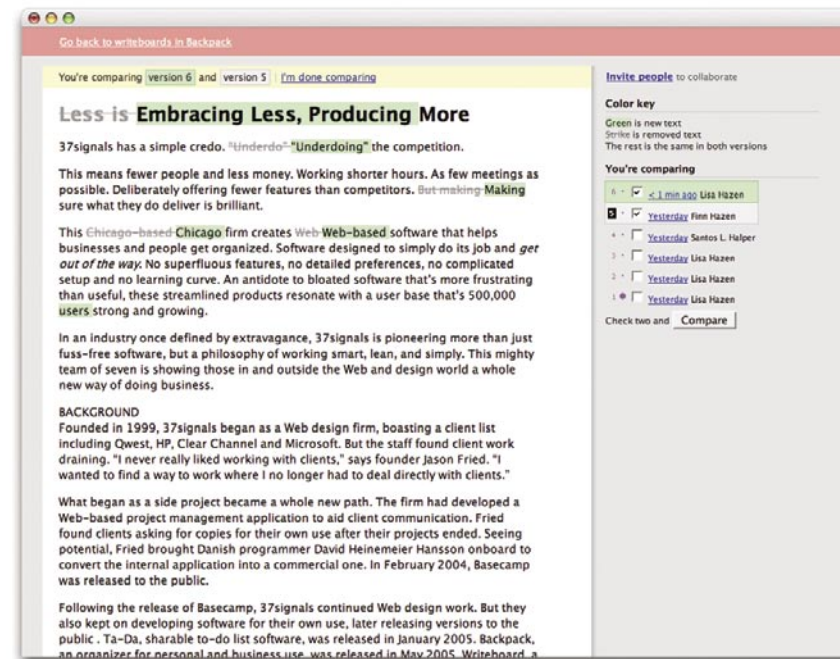 Go back to writeboards in Backpack
You're comparing version 6 and version 5 | I'm done comparing
Less is Embracing Less, Producing More
37signals has a simple credo. "Underdo" "Underdoing" the competition.
This means fewer people and less money. Working shorter hours. As few meetings as
possible. Deliberately offering fewer features than competitors. But making Making
sure what they do deliver is brilliant.
This Chicago-based Chicago firm creates Web Web-based software that helps
businesses and people get organized. Software designed to simply do its job and get
out of the way. No superfluous features, no detailed preferences, no complicated
setup and no learning curve. An antidote to bloated software that's more frustrating
than useful, these streamlined products resonate with a user base that's 500,000
users strong and growing.
In an industry once defined by extravagance, 37signals is pioneering more than just
fuss-free software, but a philosophy of working smart, lean, and simply. This mighty
team of seven is showing those in and outside the Web and design world a whole
new way of doing business.
BACKGROUND
Founded in 1999, 37signals began as a Web design firm, boasting a client list
including Qwest, HP, Clear Channel and Microsoft. But the staff found client work
draining. "I never really liked working with clients," says founder Jason Fried. "I
wanted to find a way to work where I no longer had to deal directly with clients."
What began as a side project became a whole new path. The firm had developed a
Web-based project management application to aid client communication. Fried
found clients asking for copies for their own use after their projects ended. Seeing
potential, Fried brought Danish programmer David Heinemeier Hansson onboard to
convert the internal application into a commercial one. In February 2004, Basecamp
was released to the public.
Following the release of Basecamp, 37signals continued Web design work. But they
also kept on developing software for their own use, later releasing versions to the
public . Ta-Da, sharable to-do list software, was released in January 2005. Backpack,
an organizer for personal and business use, was released in May 2005. Writeboard, a
Invite people to collaborate
Color key
Green is new text
Strike is removed text
The rest is the same in both versions
You're comparing
6 < 1 min ago Lisa Hazen
5 Yesterday Finn Hazen
4 Yesterday Santos L. Halper
3 Yesterday Lisa Hazen
2 Yesterday Lisa Hazen
1 Yesterday Lisa Hazen
Check two and Compare